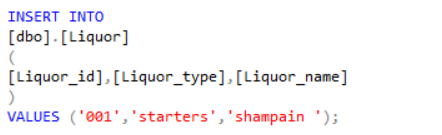 INSERT INTO
[dbo].[Liquor]
(
[Liquor_id],[Liquor_type],[Liquor_name]
)
VALUES ('001','starters','shampain ');